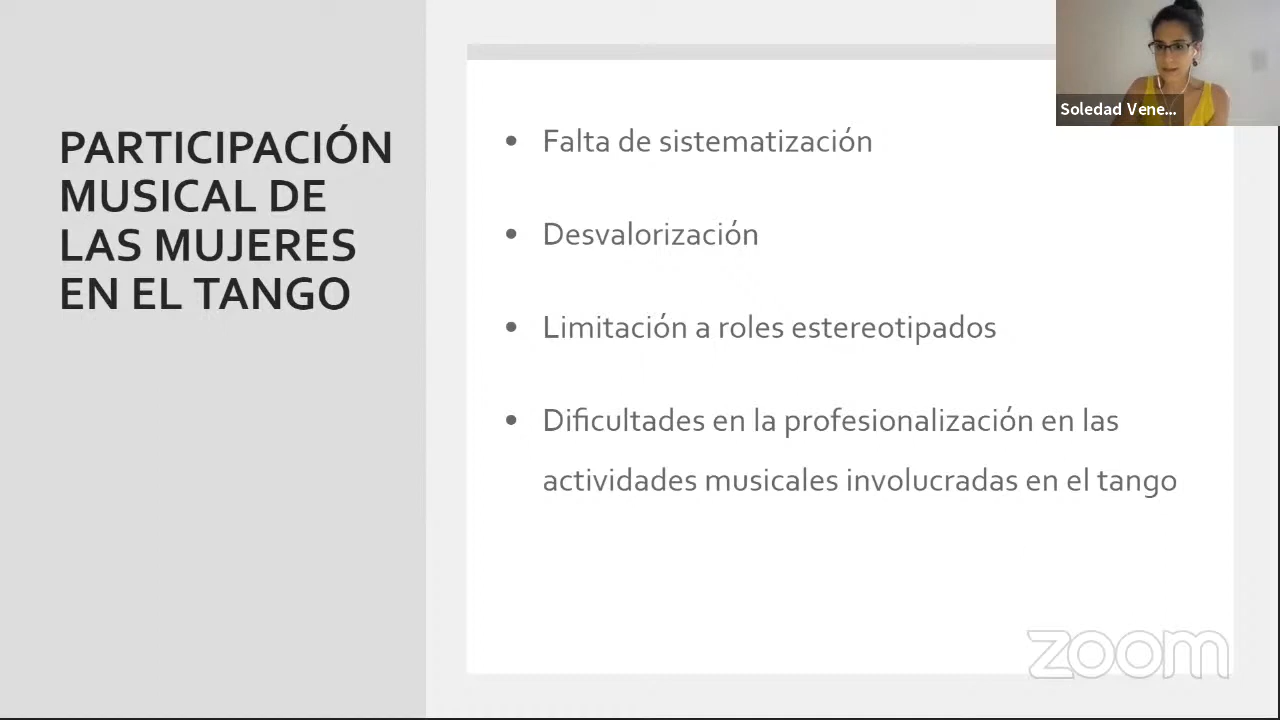 PARTICIPACIÓN
MUSICAL DE
LAS MUJERES
EN EL TANGO
Falta de sistematización
Desvalorización
Limitación a roles estereotipados
Dificultades en la profesionalización en las
actividades musicales involucradas en el tango
Soledad Vene...
zoom